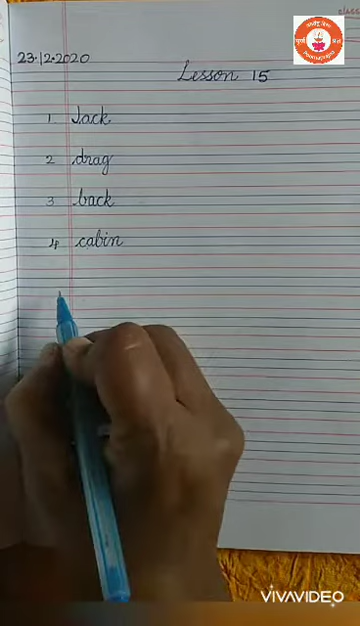 23.12.2020
Lesson 15
1. Jack
2 drag
3 back
4 cabin
VIVAVIDEO